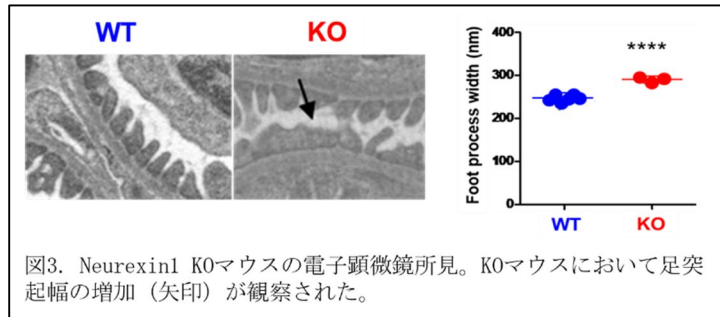 WT
KO
Foot process width (nm)
400
300
200
100
0
****
WT
KO
図3. Neurexin1 KOマウスの電子顕微鏡所見。KOマウスにおいて足突
起幅の増加（矢印）が観察された。